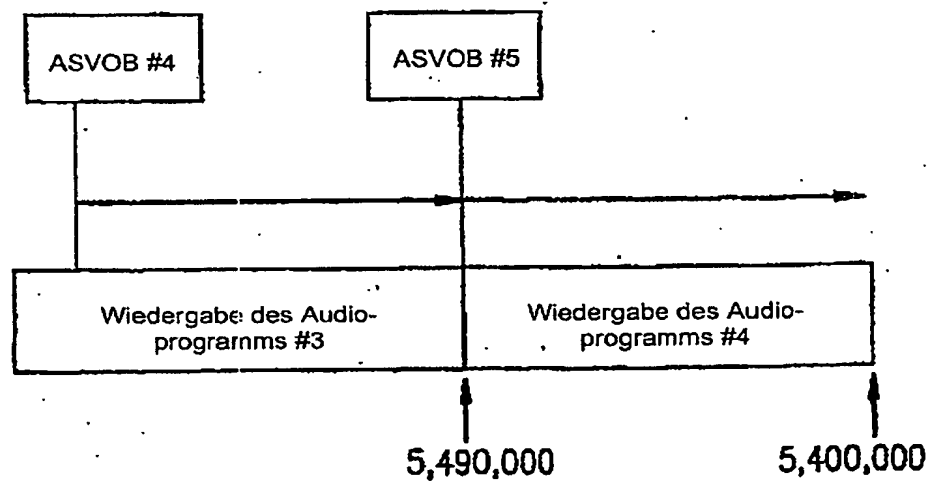 ASVOB #4
ASVOB #5
Wiedergabe des Audio-
programms #3
Wiedergabe des Audio-
programms #4
5,490,000
5,400,000